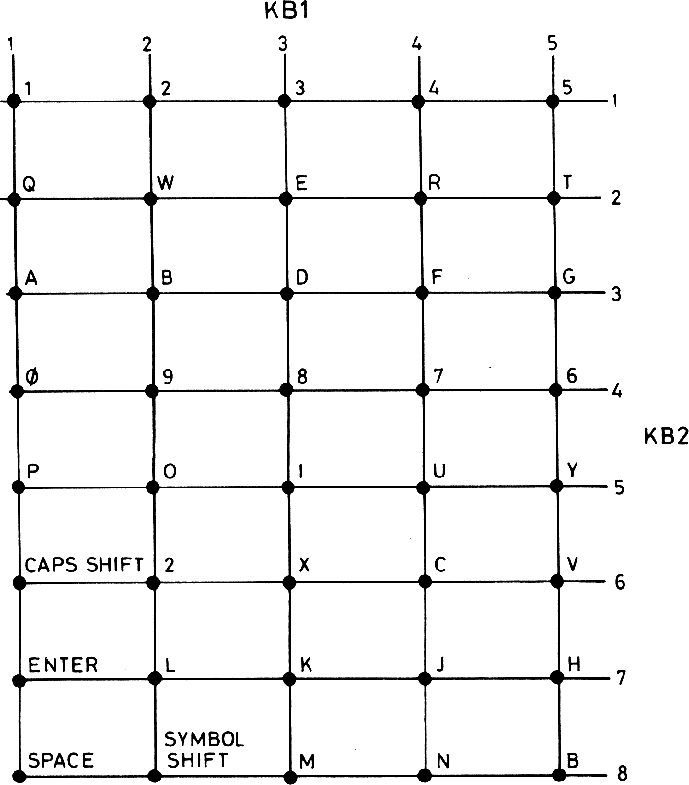 KB1
1 2 3 4 5
1 2 3 4 5 1
Q W E R T 2
A B D F G 3
Ø 9 8 7 6 4
KB2
P O I U Y 5
CAPS SHIFT 2 X C V 6
ENTER L K J H 7
SPACE SYMBOL SHIFT M N B 8